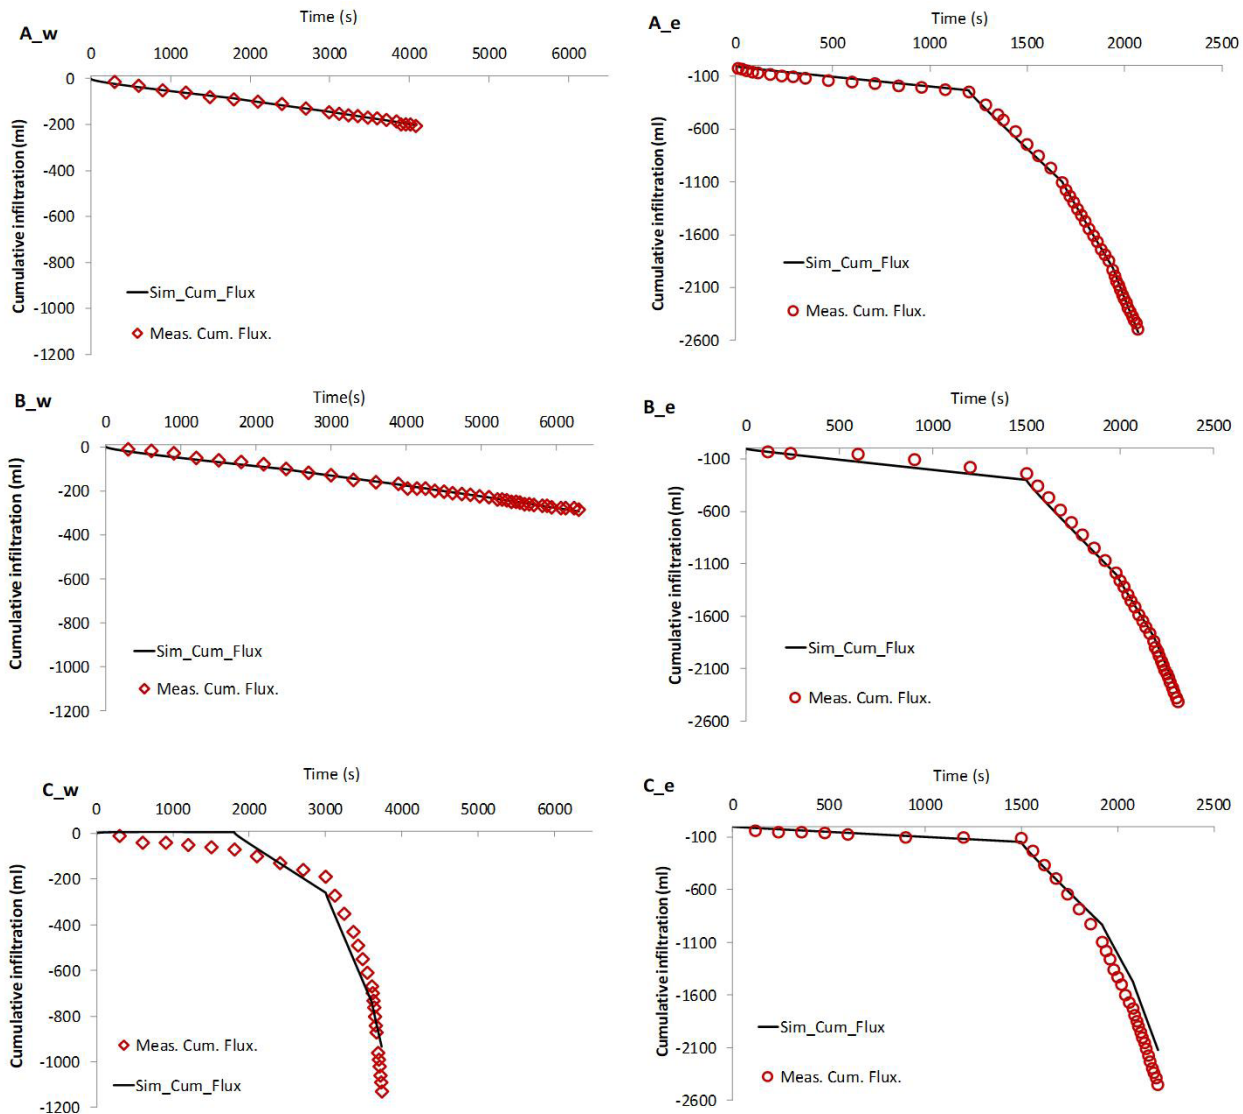 A_w
Time (s)
0 1000 2000 3000 4000 5000 6000
0
-200
-400
-600
-800
-1000
-1200
Cumulative infiltration (ml)
Sim_Cum_Flux
Meas. Cum. Flux.
A_e
Time (s)
0 500 1000 1500 2000 2500
-100
-600
-1100
-1600
-2100
-2600
Cumulative infiltration (ml)
Sim_Cum_Flux
Meas. Cum. Flux.
B_w
Time(s)
0 1000 2000 3000 4000 5000 6000
0
-200
-400
-600
-800
-1000
-1200
Cumulative infiltration (ml)
Sim_Cum_Flux
Meas. Cum. Flux.
B_e
Time (s)
0 500 1000 1500 2000 2500
-100
-600
-1100
-1600
-2100
-2600
Cumulative infiltration (ml)
Sim_Cum_Flux
Meas. Cum. Flux.
C_w
Time (s)
0 1000 2000 3000 4000 5000 6000
0
-200
-400
-600
-800
-1000
-1200
Cumulative infiltration (ml)
Meas. Cum. Flux.
Sim_Cum_Flux
C_e
Time (s)
0 500 1000 1500 2000 2500
-100
-600
-1100
-1600
-2100
-2600
Cumulative infiltration (ml)
Sim_Cum_Flux
Meas. Cum. Flux.